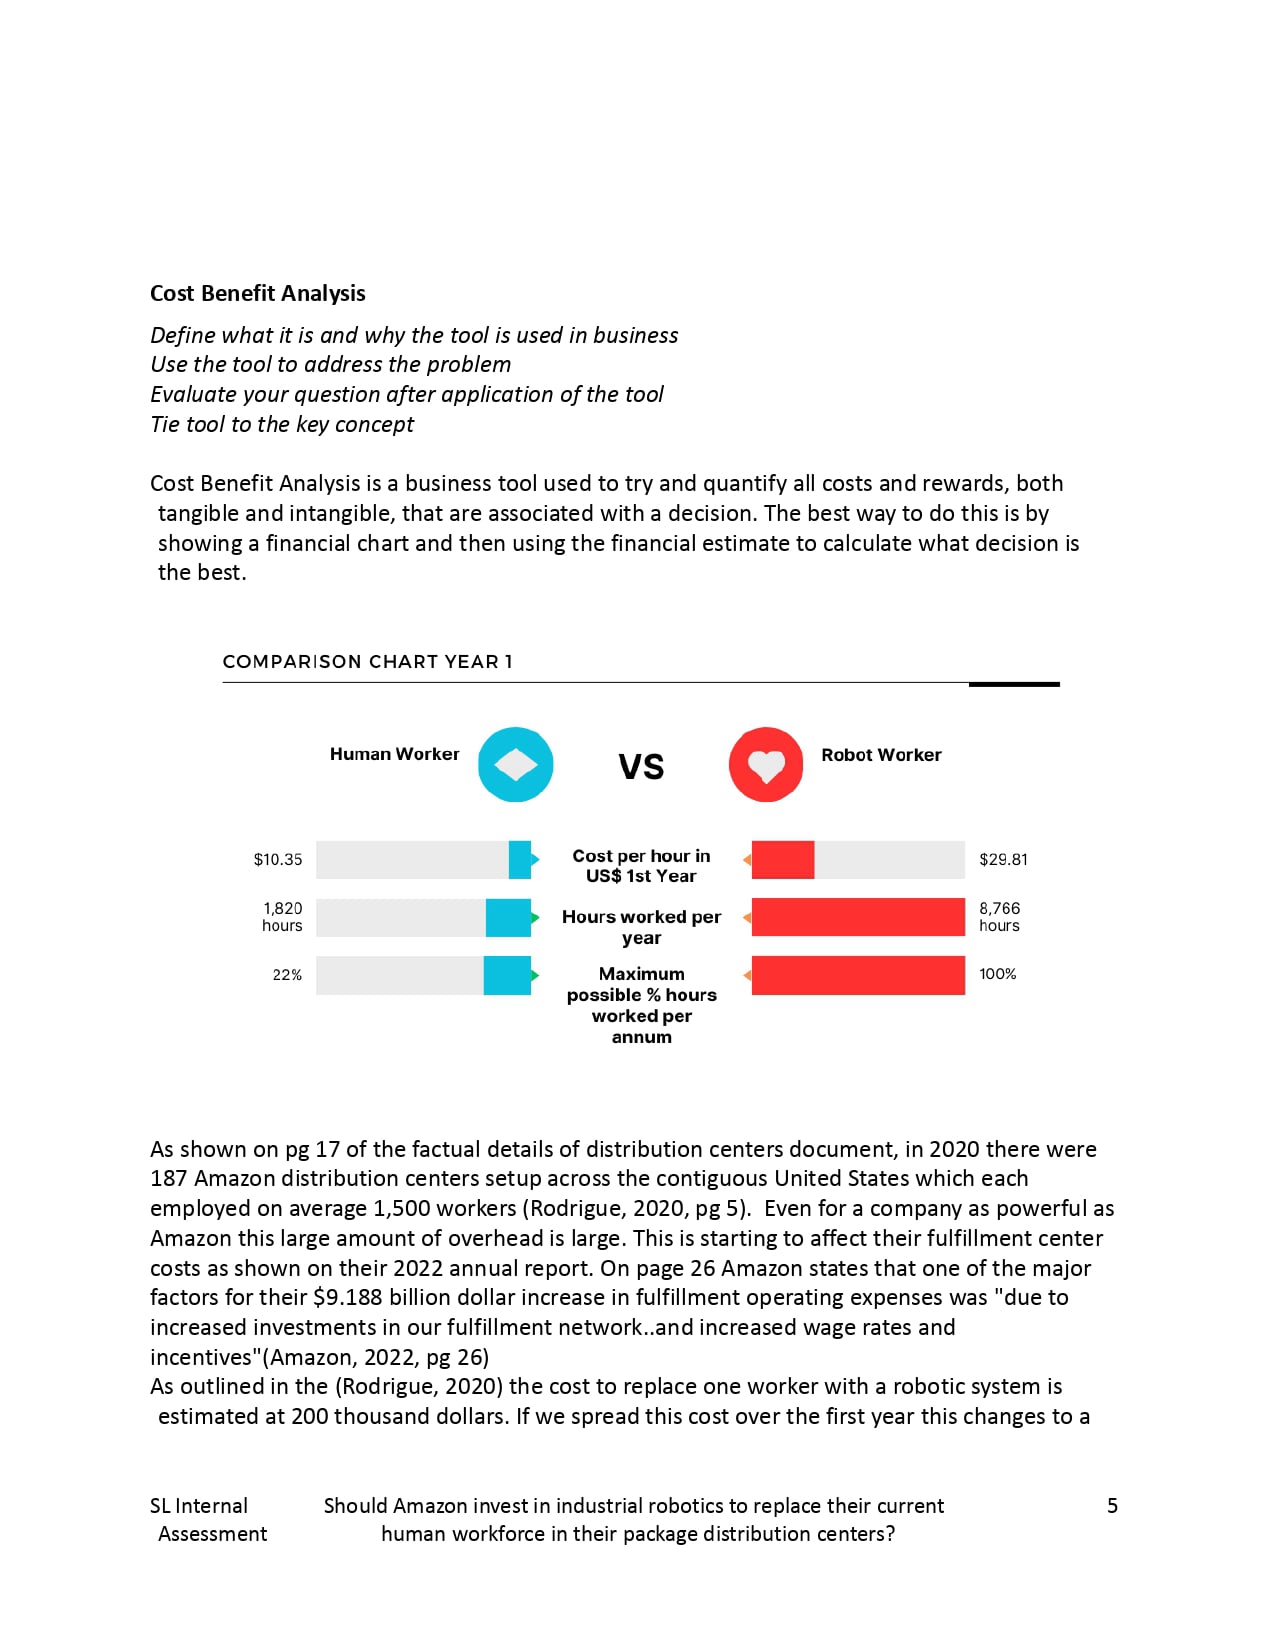 Cost Benefit Analysis
Define what it is and why the tool is used in business
Use the tool to address the problem
Evaluate your question after application of the tool
Tie tool to the key concept
Cost Benefit Analysis is a business tool used to try and quantify all costs and rewards, both
tangible and intangible, that are associated with a decision. The best way to do this is by
showing a financial chart and then using the financial estimate to calculate what decision is
the best.
COMPARISON CHART YEAR 1
Human Worker
VS
Robot Worker
$10.35
Cost per hour in
US$ 1st Year
$29.81
1,820
hours
Hours worked per
year
8,766
hours
22%
Maximum
possible % hours
worked per
annum
100%
As shown on pg 17 of the factual details of distribution centers document, in 2020 there were
187 Amazon distribution centers setup across the contiguous United States which each
employed on average 1,500 workers (Rodrigue, 2020, pg 5).  Even for a company as powerful as
Amazon this large amount of overhead is large. This is starting to affect their fulfillment center
costs as shown on their 2022 annual report. On page 26 Amazon states that one of the major
factors for their $9.188 billion dollar increase in fulfillment operating expenses was "due to
increased investments in our fulfillment network..and increased wage rates and
incentives"(Amazon, 2022, pg 26)
As outlined in the (Rodrigue, 2020) the cost to replace one worker with a robotic system is
estimated at 200 thousand dollars. If we spread this cost over the first year this changes to a
SL Internal
Assessment
Should Amazon invest in industrial robotics to replace their current
human workforce in their package distribution centers?
5